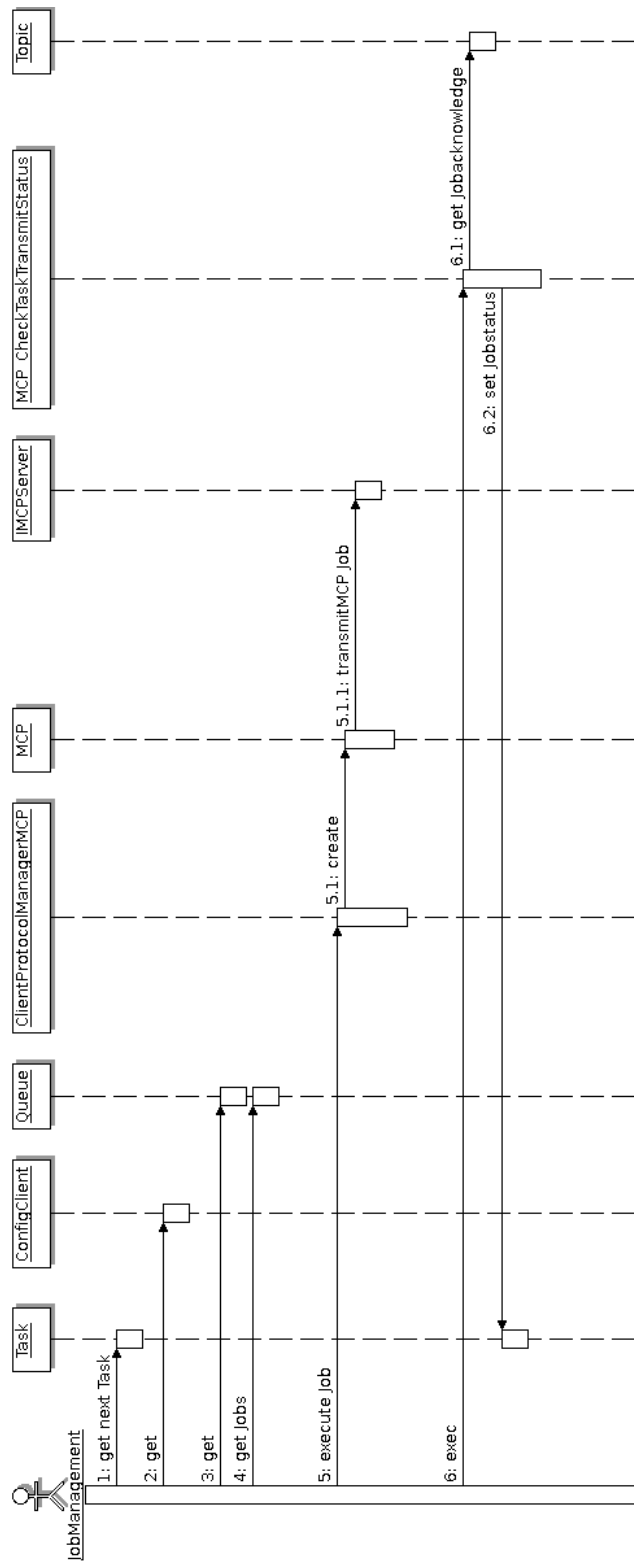 JobManagement
Task
ConfigClient
Queue
ClientProtocolManagerMCP
MCP
IMCPServer
MCP CheckTaskTransmitStatus
Topic
1: get next Task
2: get
3: get
4: get Jobs
5: execute Job
5.1: create
5.1.1: transmitMCP Job
6: exec
6.1: get Jobacknowledge
6.2: set Jobstatus